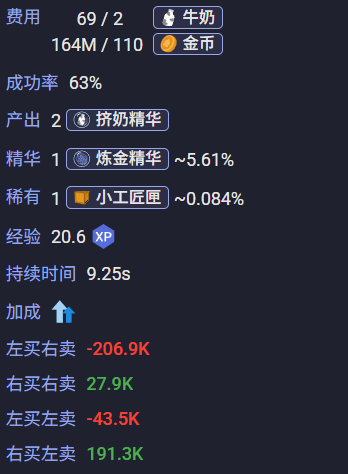 费用 69 / 2 牛奶
164M / 110 金币
成功率 63%
产出 2 挤奶精华
精华 1 炼金精华 ~5.61%
稀有 1 小工匠匣 ~0.084%
经验 20.6 XP
持续时间 9.25s
加成
左买右卖 -206.9K
右买右卖 27.9K
左买左卖 -43.5K
右买左卖 191.3K